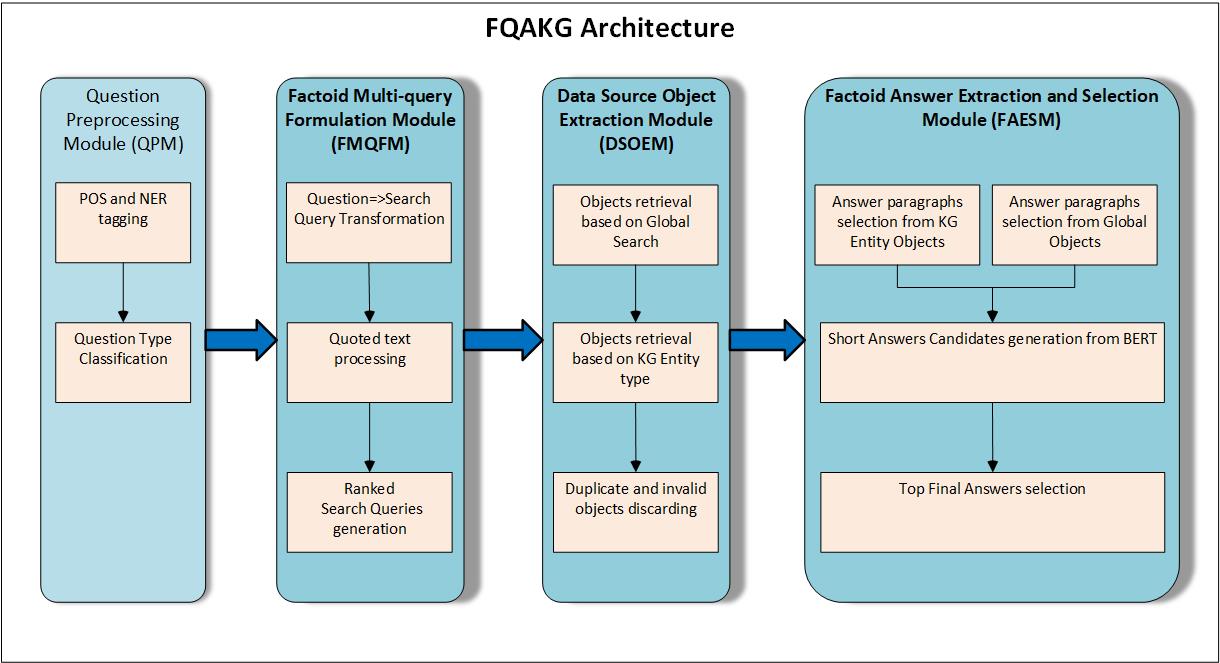 FQAKG Architecture
Question
Preprocessing
Module (QPM)
POS and NER
tagging
Question Type
Classification
Factoid Multi-query
Formulation Module
(FMQFM)
Question=>Search
Query Transformation
Quoted text
processing
Ranked
Search Queries
generation
Data Source Object
Extraction Module
(DSOEM)
Objects retrieval
based on Global
Search
Objects retrieval
based on KG Entity
type
Duplicate and invalid
objects discarding
Factoid Answer Extraction and Selection
Module (FAESM)
Answer paragraphs
selection from KG
Entity Objects
Answer paragraphs
selection from Global
Objects
Short Answers Candidates generation from BERT
Top Final Answers selection